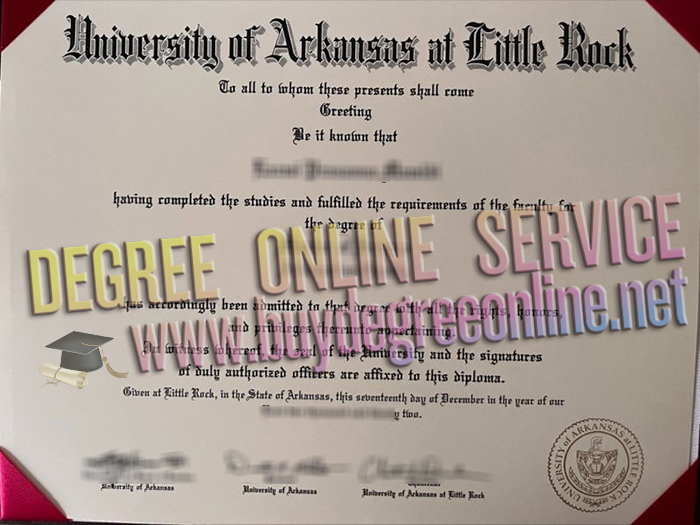 University of Arkansas at Little Rock
To all to whom these presents shall come
Greeting
Be it known that
having completed the studies and fulfilled the requirements of the faculty for
the degree of
DEGREE ONLINE SERVICE
has accordingly been admitted to that degree with all the rights, honors,
www.buydegreeonline.net
and privileges thereunto appertaining.
In witness whereof, the seal of the University and the signatures
of duly authorized officers are affixed to this diploma.
Given at Little Rock, in the State of Arkansas, this seventeenth day of December in the year of our
two.
University of Arkansas
University of Arkansas
University of Arkansas at Little Rock
UNIVERSITY of ARKANSAS at LITTLE ROCK